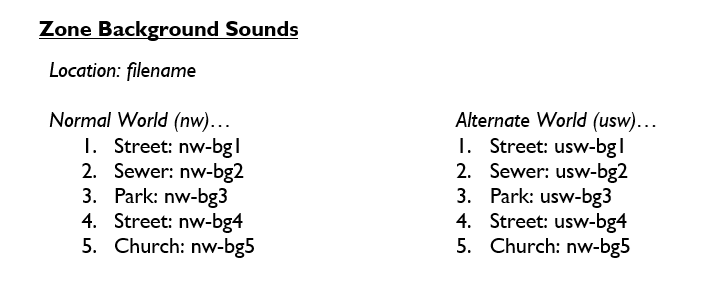 Zone Background Sounds
Location: filename
Normal World (nw)…
1. Street: nw-bg1
2. Sewer: nw-bg2
3. Park: nw-bg3
4. Street: nw-bg4
5. Church: nw-bg5
Alternate World (usw)…
1. Street: usw-bg1
2. Sewer: usw-bg2
3. Park: usw-bg3
4. Street: usw-bg4
5. Church: nw-bg5